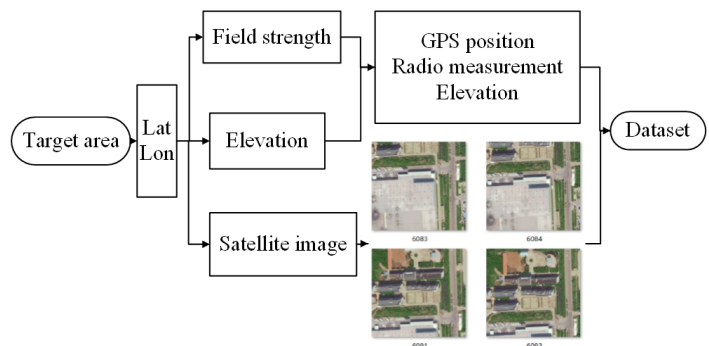 Target area
Lat
Lon
Field strength
Elevation
Satellite image
GPS position
Radio measurement
Elevation
6083
6084
Dataset